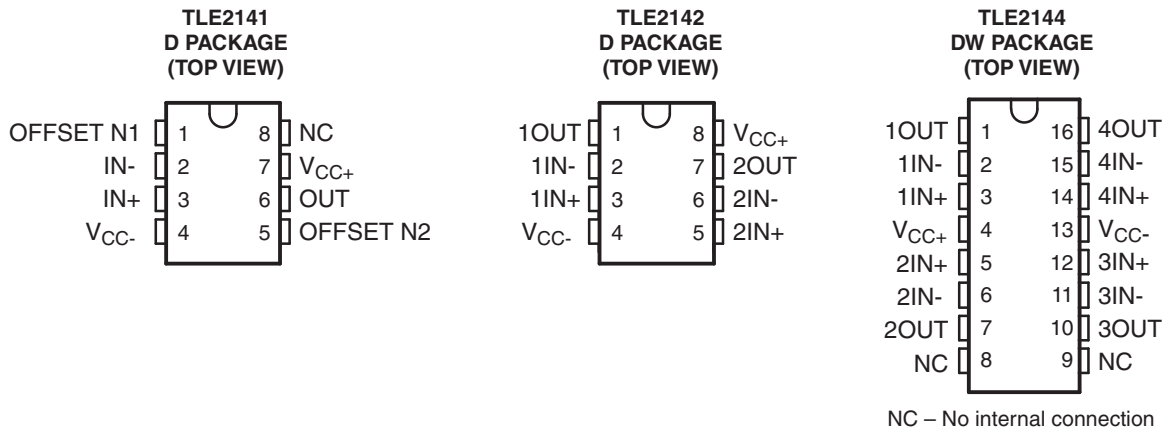 TLE2141
D PACKAGE
(TOP VIEW)
OFFSET N1 1 8 NC
IN- 2 7 VCC+
IN+ 3 6 OUT
VCC- 4 5 OFFSET N2
TLE2142
D PACKAGE
(TOP VIEW)
1OUT 1 8 VCC+
1IN- 2 7 2OUT
1IN+ 3 6 2IN-
VCC- 4 5 2IN+
TLE2144
DW PACKAGE
(TOP VIEW)
1OUT 1 16 4OUT
1IN- 2 15 4IN-
1IN+ 3 14 4IN+
VCC+ 4 13 VCC-
2IN+ 5 12 3IN+
2IN- 6 11 3IN-
2OUT 7 10 3OUT
NC 8 9 NC
NC – No internal connection